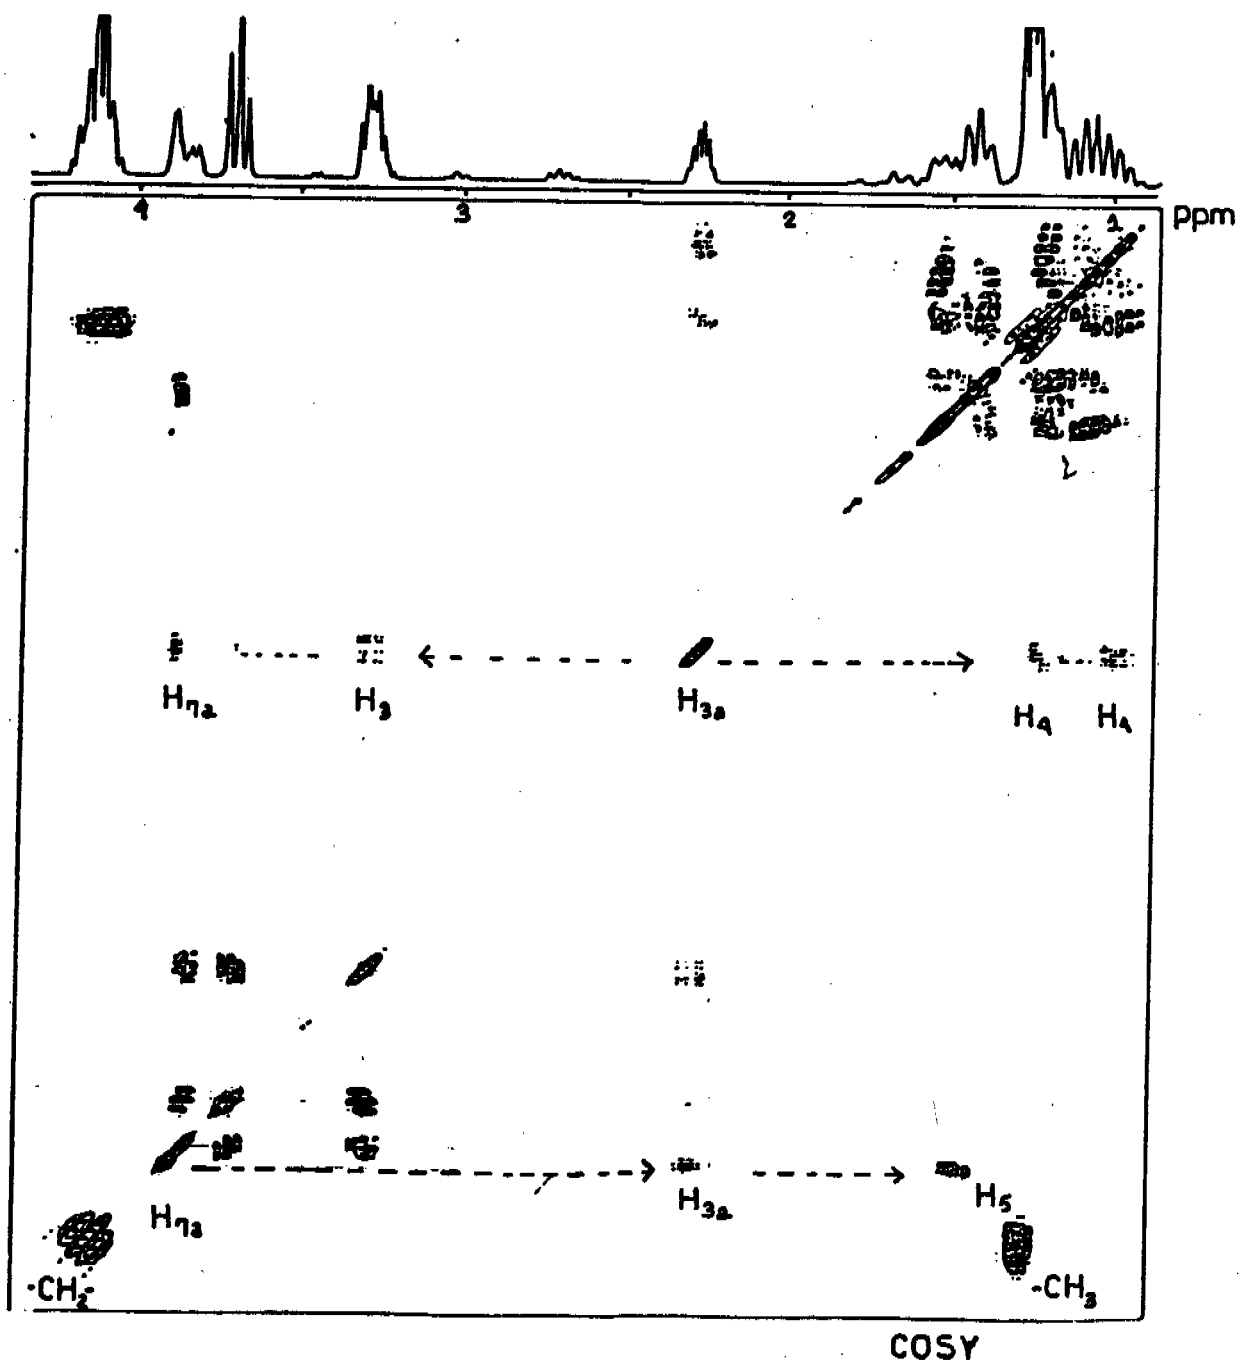 4 3 2 1 ppm
H₇ₐ H₃ H₃ₐ H₄ H₄
H₃ₐ H₅
H₇ₐ
-CH₂- -CH₃
COSY